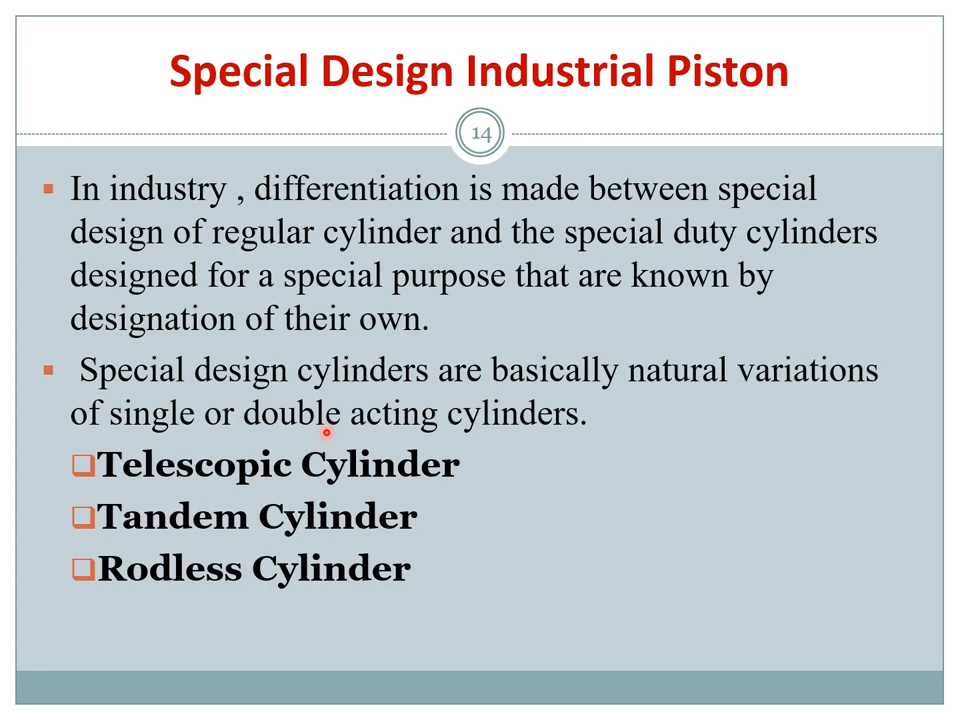 Special Design Industrial Piston
14
In industry , differentiation is made between special
design of regular cylinder and the special duty cylinders
designed for a special purpose that are known by
designation of their own.
Special design cylinders are basically natural variations
of single or double acting cylinders.
Telescopic Cylinder
Tandem Cylinder
Rodless Cylinder